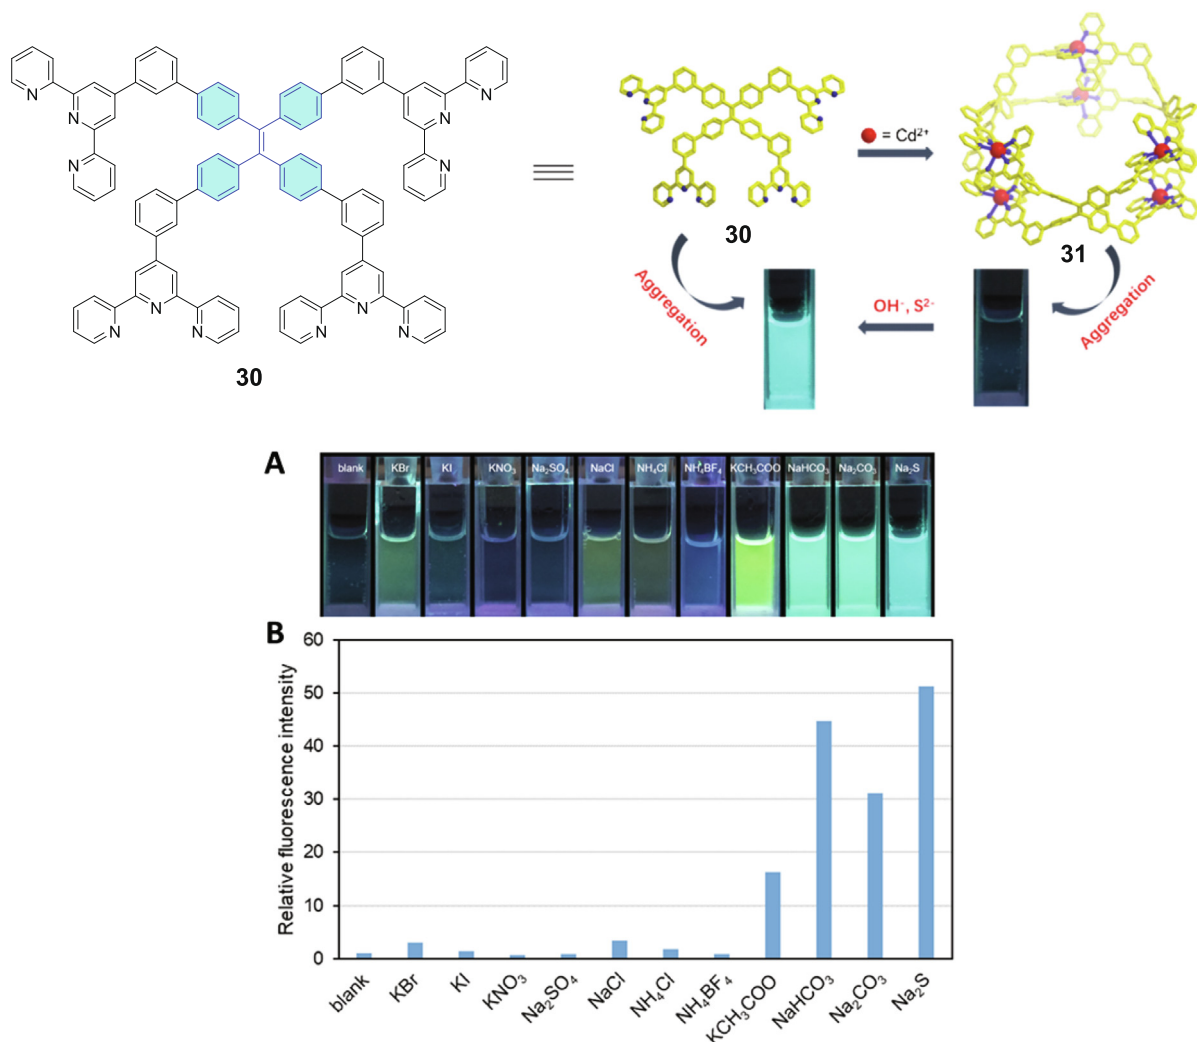 N
N
N
N
N
N
N
N
N
N
N
N
30
30
= Cd²⁺
31
Aggregation
OH⁻, S²⁻
Aggregation
A
blank KBr KI KNO₃ Na₂SO₄ NaCl NH₄Cl NH₄BF₄ KCH₃COO NaHCO₃ Na₂CO₃ Na₂S
B
Relative fluorescence intensity
60
50
40
30
20
10
0
blank KBr KI KNO₃ Na₂SO₄ NaCl NH₄Cl NH₄BF₄ KCH₃COO NaHCO₃ Na₂CO₃ Na₂S